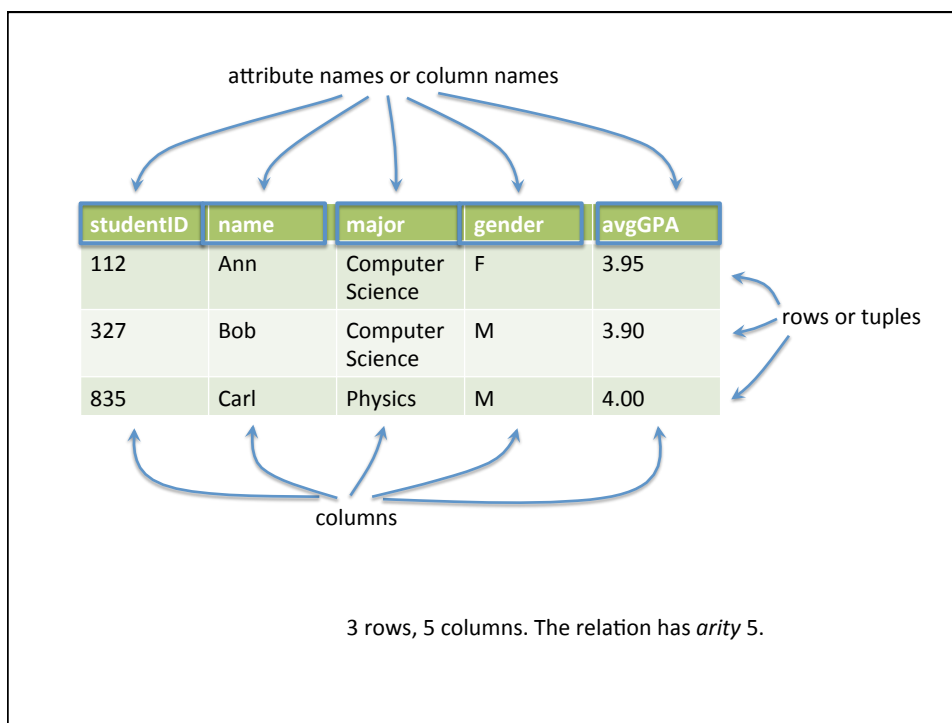 attribute names or column names
studentID name major gender avgGPA
112 Ann Computer F 3.95
Science
rows or tuples
327 Bob Computer M 3.90
Science
835 Carl Physics M 4.00
columns
3 rows, 5 columns. The relation has arity 5.